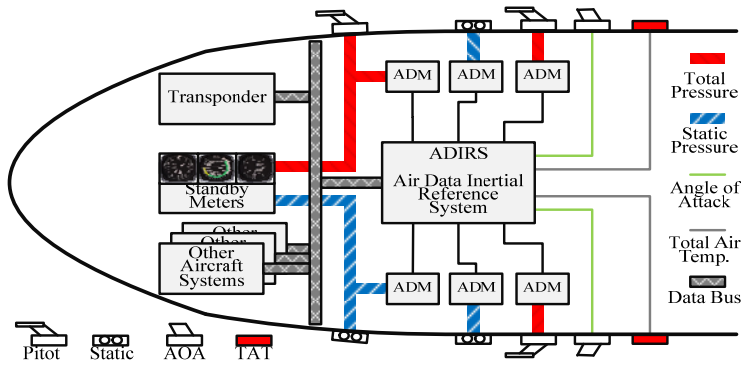 Transponder
Standby
Meters
Other
Other
Other
Aircraft
Systems
ADM
ADM
ADM
ADIRS
Air Data Inertial
Reference
System
ADM
ADM
ADM
Total
Pressure
Static
Pressure
Angle of
Attack
Total Air
Temp.
Data Bus
Pitot
Static
AOA
TAT